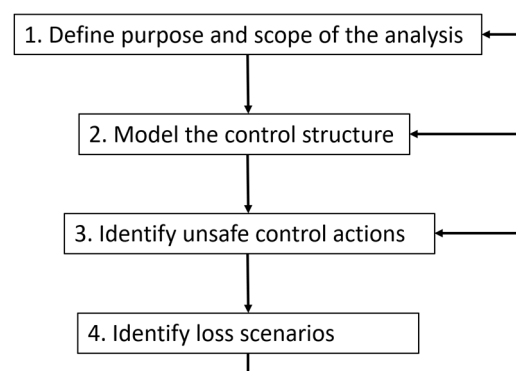 1. Define purpose and scope of the analysis
2. Model the control structure
3. Identify unsafe control actions
4. Identify loss scenarios